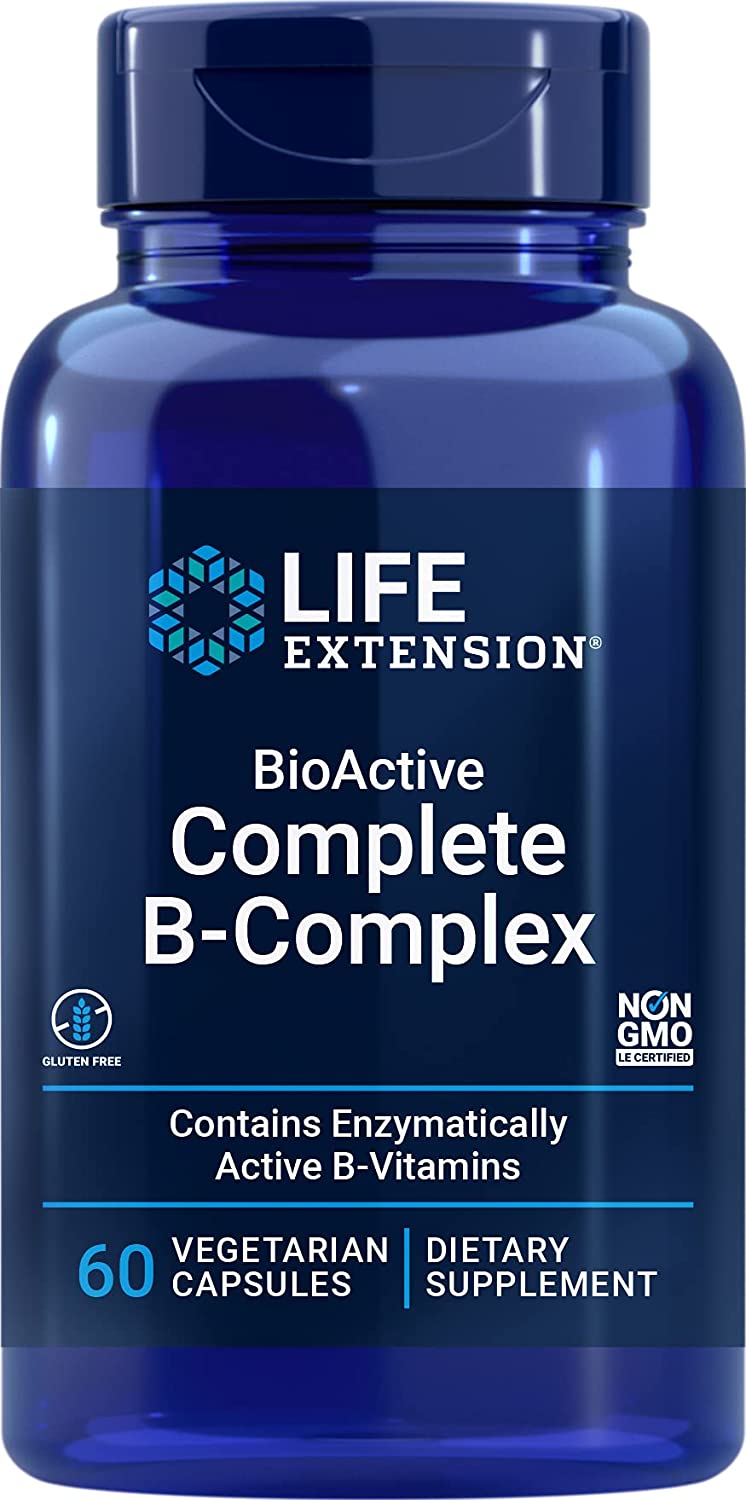 LIFE
EXTENSION®
BioActive
Complete
B-Complex
GLUTEN FREE
NON
GMO
LE CERTIFIED
Contains Enzymatically
Active B-Vitamins
60 VEGETARIAN CAPSULES
DIETARY SUPPLEMENT